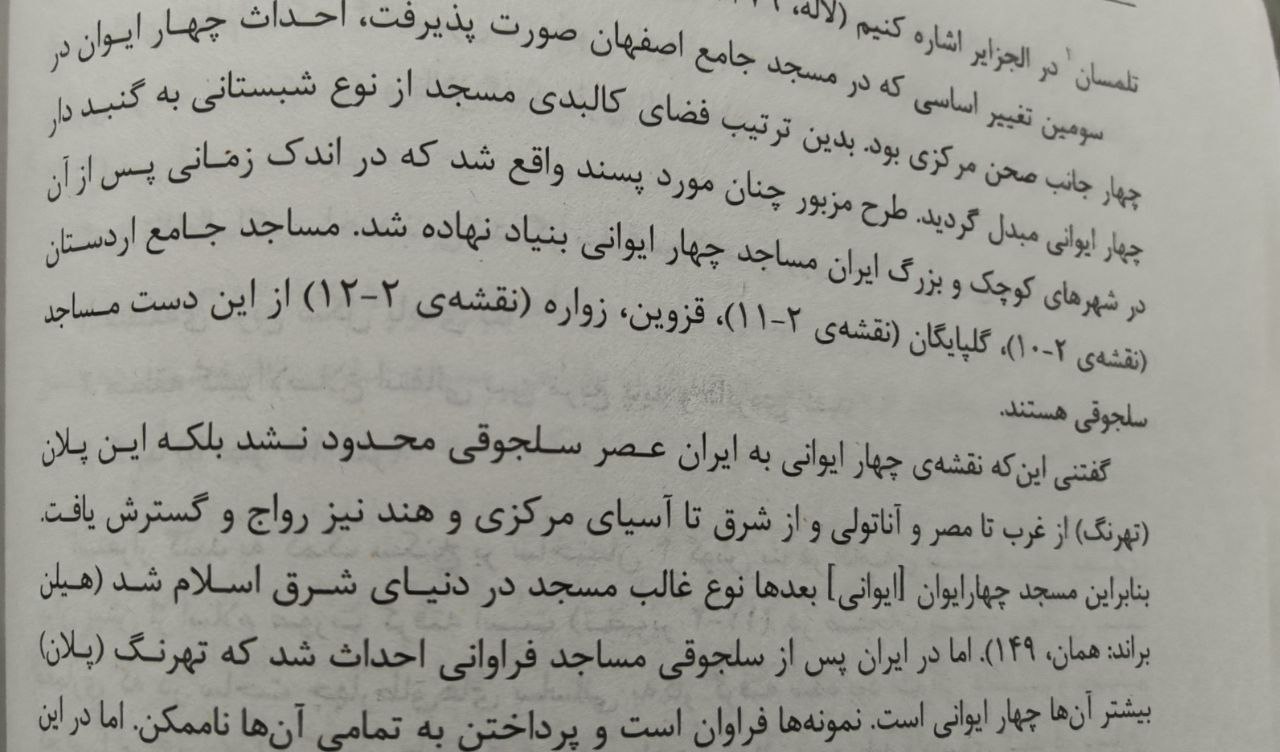 تلمسان۱ در الجزایر اشاره کنیم (لاله،
سومین تغییر اساسی که در مسجد جامع اصفهان صورت پذیرفت، احداث چهار ایوان در
چهار جانب صحن مرکزی بود. بدین ترتیب فضای کالبدی مسجد از نوع شبستانی به گنبد دار
چهار ایوانی مبدل گردید. طرح مزبور چنان مورد پسند واقع شد که در اندک زمانی پس از آن
در شهرهای کوچک و بزرگ ایران مساجد چهار ایوانی بنیاد نهاده شد. مساجد جامع اردستان
(نقشه‌ی ۲-۱۰)، گلپایگان (نقشه‌ی ۲-۱۱)، قزوین، زواره (نقشه‌ی ۲-۱۲) از این دست مساجد
سلجوقی هستند.
گفتنی این‌که نقشه‌ی چهار ایوانی به ایران عصر سلجوقی محدود نشد بلکه این پلان
(تهرنگ) از غرب تا مصر و آناتولی و از شرق تا آسیای مرکزی و هند نیز رواج و گسترش یافت.
بنابراین مسجد چهارایوان [ایوانی] بعدها نوع غالب مسجد در دنیای شرق اسلام شد (هیلن
براند: همان، ۱۴۹). اما در ایران پس از سلجوقی مساجد فراوانی احداث شد که تهرنگ (پلان)
بیشتر آن‌ها چهار ایوانی است. نمونه‌ها فراوان است و پرداختن به تمامی آن‌ها ناممکن. اما در این